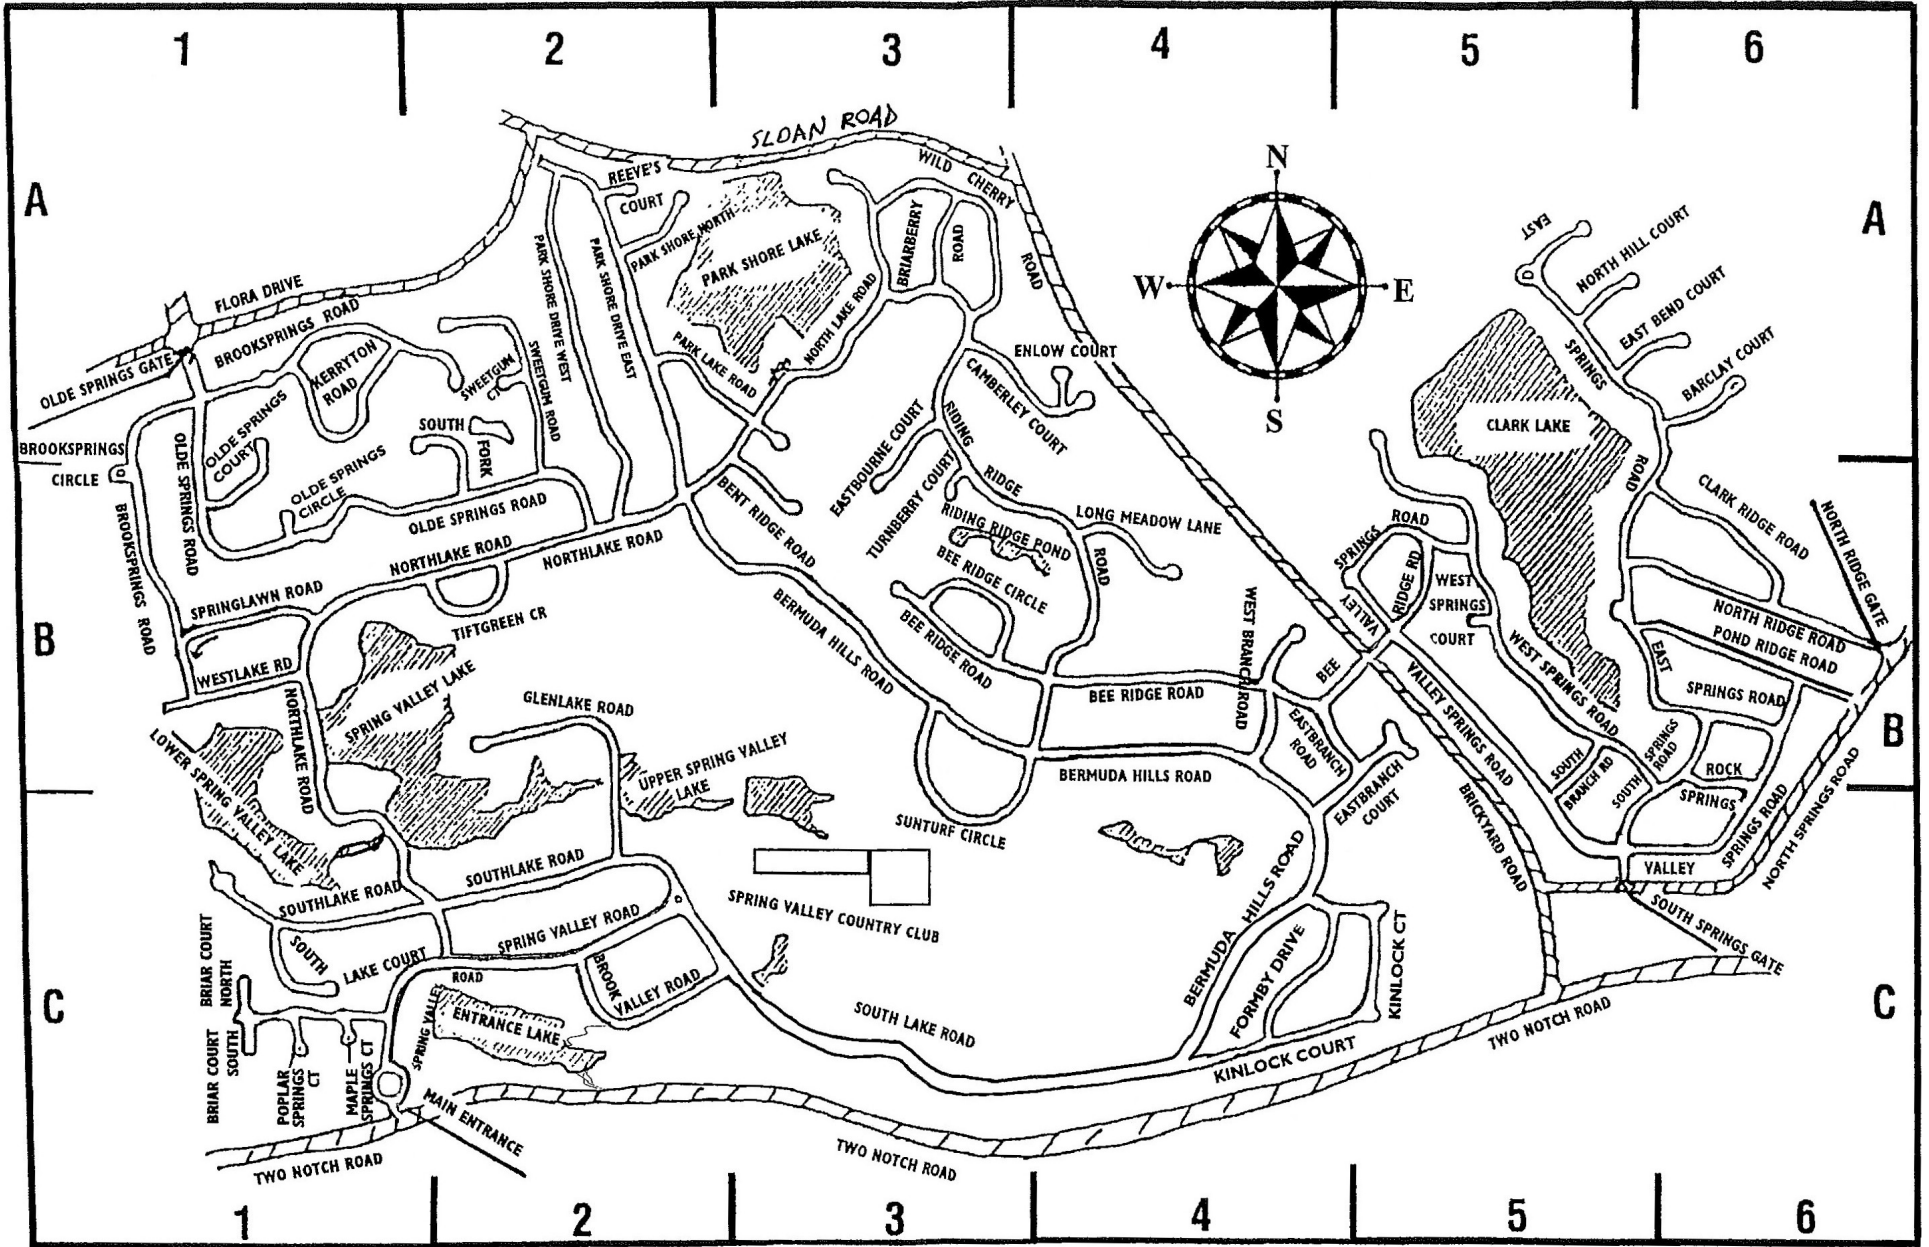 1 2 3 4 5 6
SLOAN ROAD
A
A
N
W
E
S
REEVE'S
COURT
WILD CHERRY
ROAD
PARK SHORE NORTH
PARK SHORE LAKE
BRIARBERRY
ROAD
EAST
NORTH HILL COURT
EAST BEND COURT
BARCLAY COURT
SPRINGS
ROAD
CLARK LAKE
FLORA DRIVE
BROOKSPRINGS ROAD
OLDE SPRINGS GATE
KERRYTON
ROAD
SWEETGUM
CT
SWEETGUM ROAD
PARK SHORE DRIVE WEST
PARK SHORE DRIVE EAST
PARK LAKE ROAD
NORTH LAKE ROAD
ENLOW COURT
CAMBERLEY COURT
BROOKSPRINGS
CIRCLE
OLDE SPRINGS ROAD
OLDE SPRINGS
COURT
SOUTH
FORK
OLDE SPRINGS
CIRCLE
OLDE SPRINGS ROAD
EASTBOURNE COURT
TURNBERRY COURT
RIDING
RIDGE
ROAD
RIDING RIDGE POND
LONG MEADOW LANE
BENT RIDGE ROAD
CLARK RIDGE ROAD
NORTH RIDGE GATE
B
B
BROOKSPRINGS ROAD
SPRINGLAWN ROAD
NORTHLAKE ROAD
NORTHLAKE ROAD
TIFTGREEN CR
WESTLAKE RD
NORTHLAKE ROAD
SPRING VALLEY LAKE
BEE RIDGE CIRCLE
BEE RIDGE ROAD
BERMUDA HILLS ROAD
BEE RIDGE ROAD
WEST BRANCH ROAD
BEE
VALLEY
SPRINGS
ROAD
RIDGE RD
WEST
SPRINGS
COURT
WEST SPRINGS ROAD
VALLEY SPRINGS ROAD
NORTH RIDGE ROAD
POND RIDGE ROAD
EAST
SPRINGS ROAD
GLENLAKE ROAD
LOWER SPRING VALLEY LAKE
UPPER SPRING VALLEY
LAKE
BERMUDA HILLS ROAD
SUNTURF CIRCLE
EASTBRANCH
ROAD
EASTBRANCH
COURT
BRICKYARD ROAD
SOUTH
BRANCH RD
SOUTH
SPRINGS
ROAD
ROCK
SPRINGS
VALLEY
SPRINGS ROAD
NORTH SPRINGS ROAD
SOUTHLAKE ROAD
SOUTHLAKE ROAD
SPRING VALLEY COUNTRY CLUB
SOUTH SPRINGS GATE
C
C
SOUTH
LAKE COURT
SPRING VALLEY ROAD
BROOK
VALLEY ROAD
BRIAR COURT
NORTH
BRIAR COURT
SOUTH
POPLAR
SPRINGS
CT
MAPLE
SPRINGS CT
SPRING VALLEY
ROAD
ENTRANCE LAKE
SOUTH LAKE ROAD
BERMUDA HILLS ROAD
FORMBY DRIVE
KINLOCK CT
KINLOCK COURT
MAIN ENTRANCE
TWO NOTCH ROAD
TWO NOTCH ROAD
TWO NOTCH ROAD
1 2 3 4 5 6